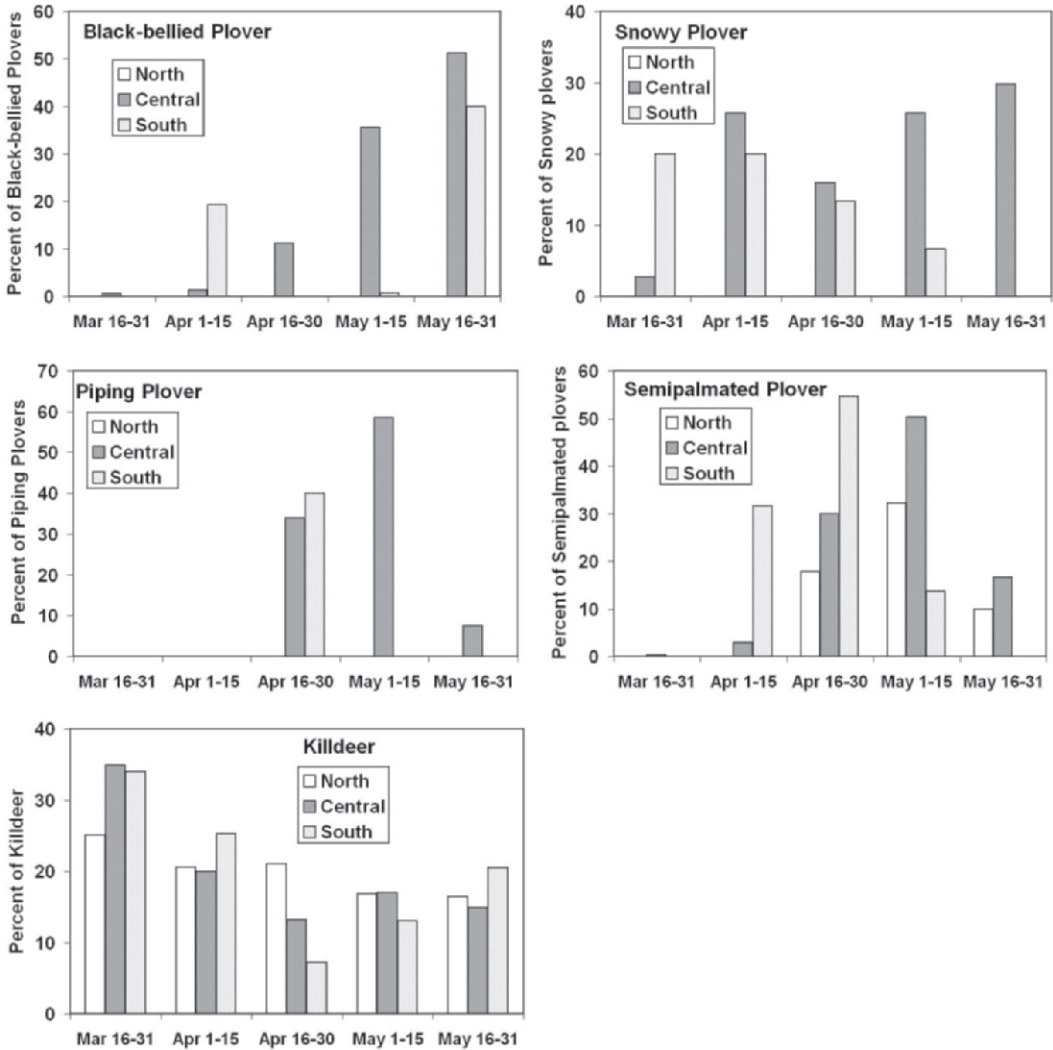 Black-bellied Plover
Percent of Black-bellied Plovers
North
Central
South
60
50
40
30
20
10
0
Mar 16-31 Apr 1-15 Apr 16-30 May 1-15 May 16-31
Snowy Plover
Percent of Snowy plovers
North
Central
South
40
30
20
10
0
Mar 16-31 Apr 1-15 Apr 16-30 May 1-15 May 16-31
Piping Plover
Percent of Piping Plovers
North
Central
South
70
60
50
40
30
20
10
0
Mar 16-31 Apr 1-15 Apr 16-30 May 1-15 May 16-31
Semipalmated Plover
Percent of Semipalmated plovers
North
Central
South
60
50
40
30
20
10
0
Mar 16-31 Apr 1-15 Apr 16-30 May 1-15 May 16-31
Killdeer
Percent of Killdeer
North
Central
South
40
30
20
10
0
Mar 16-31 Apr 1-15 Apr 16-30 May 1-15 May 16-31